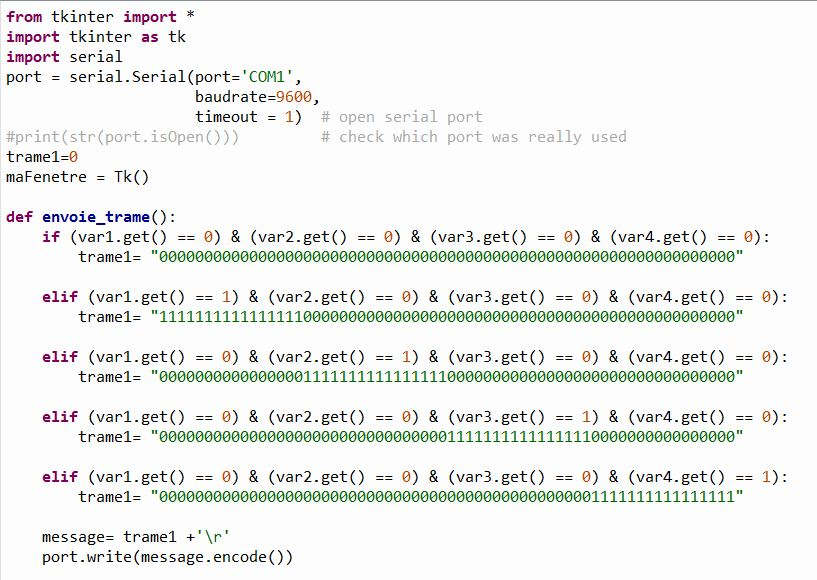 from tkinter import *
import tkinter as tk
import serial
port = serial.Serial(port='COM1',
                     baudrate=9600,
                     timeout = 1)  # open serial port
#print(str(port.isOpen()))         # check which port was really used
trame1=0
maFenetre = Tk()
def envoie_trame():
    if (var1.get() == 0) & (var2.get() == 0) & (var3.get() == 0) & (var4.get() == 0):
        trame1= "0000000000000000000000000000000000000000000000000000000000000000"
    elif (var1.get() == 1) & (var2.get() == 0) & (var3.get() == 0) & (var4.get() == 0):
        trame1= "1111111111111111000000000000000000000000000000000000000000000000"
    elif (var1.get() == 0) & (var2.get() == 1) & (var3.get() == 0) & (var4.get() == 0):
        trame1= "0000000000000000111111111111111100000000000000000000000000000000"
    elif (var1.get() == 0) & (var2.get() == 0) & (var3.get() == 1) & (var4.get() == 0):
        trame1= "0000000000000000000000000000000011111111111111110000000000000000"
    elif (var1.get() == 0) & (var2.get() == 0) & (var3.get() == 0) & (var4.get() == 1):
        trame1= "0000000000000000000000000000000000000000000000001111111111111111"
    message= trame1 +'\r'
    port.write(message.encode())